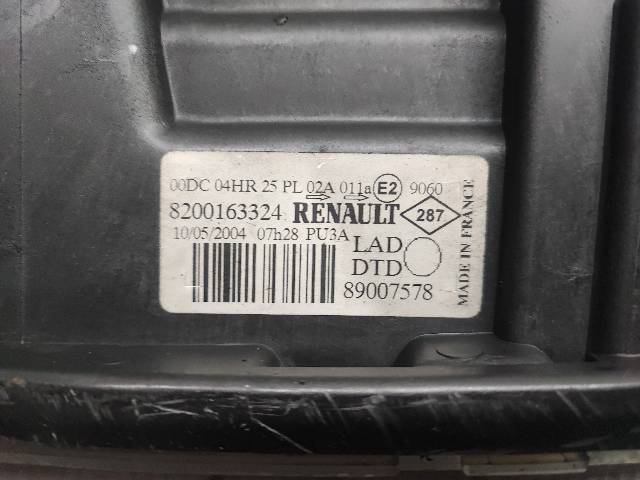 00DC 04HR 25 PL 02A 011a E2 9060
8200163324 RENAULT 287
10/05/2004 07h28 PU3A
LAD
DTD
89007578
MADE IN FRANCE